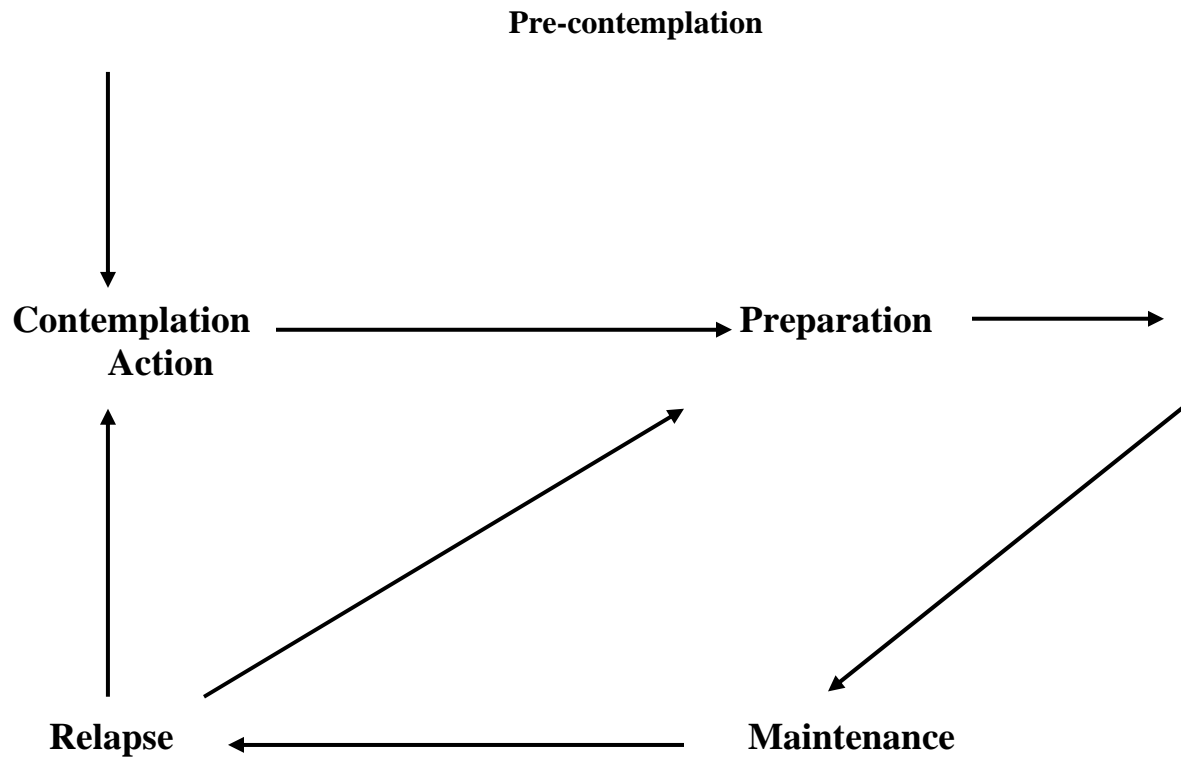 Pre-contemplation
Contemplation Preparation
Action
Relapse Maintenance